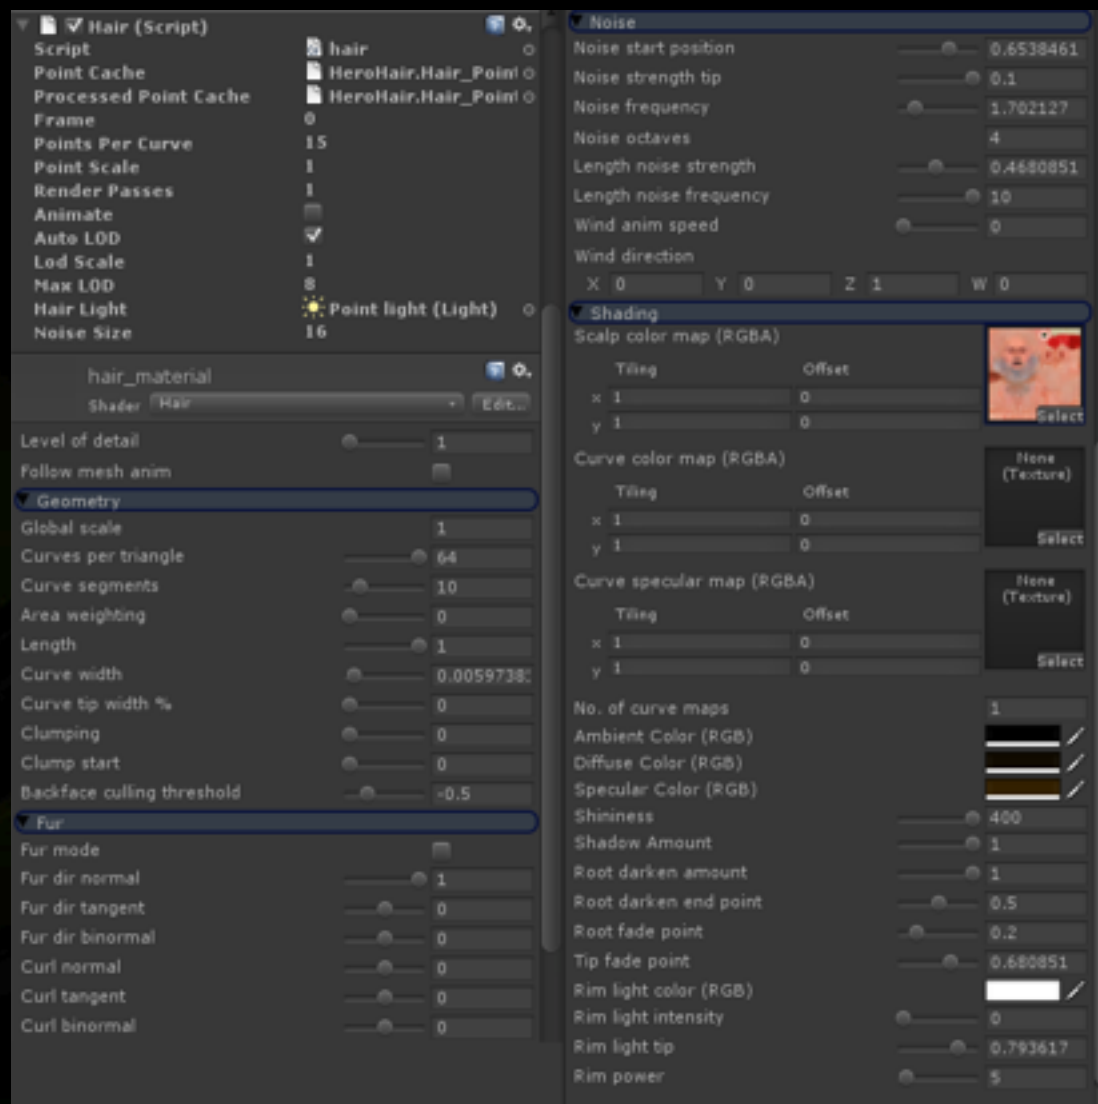 Hair (Script)
Script hair
Point Cache HeroHair.Hair_Point
Processed Point Cache HeroHair.Hair_Point
Frame 0
Points Per Curve 15
Point Scale 1
Render Passes 1
Animate
Auto LOD
Lod Scale 1
Max LOD 8
Hair Light Point light (Light)
Noise Size 16
hair_material
Shader Hair Edit...
Level of detail 1
Follow mesh anim
Geometry
Global scale 1
Curves per triangle 64
Curve segments 10
Area weighting 0
Length 1
Curve width 0.0059738
Curve tip width % 0
Clumping 0
Clump start 0
Backface culling threshold -0.5
Fur
Fur mode
Fur dir normal 1
Fur dir tangent 0
Fur dir binormal 0
Curl normal 0
Curl tangent 0
Curl binormal 0
Noise
Noise start position 0.6538461
Noise strength tip 0.1
Noise frequency 1.702127
Noise octaves 4
Length noise strength 0.4680851
Length noise frequency 10
Wind anim speed 0
Wind direction
X 0 Y 0 Z 1 W 0
Shading
Scalp color map (RGBA)
Tiling Offset
x 1 0
y 1 0
Select
Curve color map (RGBA)
None
(Texture)
Tiling Offset
x 1 0
y 1 0
Select
Curve specular map (RGBA)
None
(Texture)
Tiling Offset
x 1 0
y 1 0
Select
No. of curve maps 1
Ambient Color (RGB)
Diffuse Color (RGB)
Specular Color (RGB)
Shininess 400
Shadow Amount 1
Root darken amount 1
Root darken end point 0.5
Root fade point 0.2
Tip fade point 0.680851
Rim light color (RGB)
Rim light intensity 0
Rim light tip 0.793617
Rim power 5